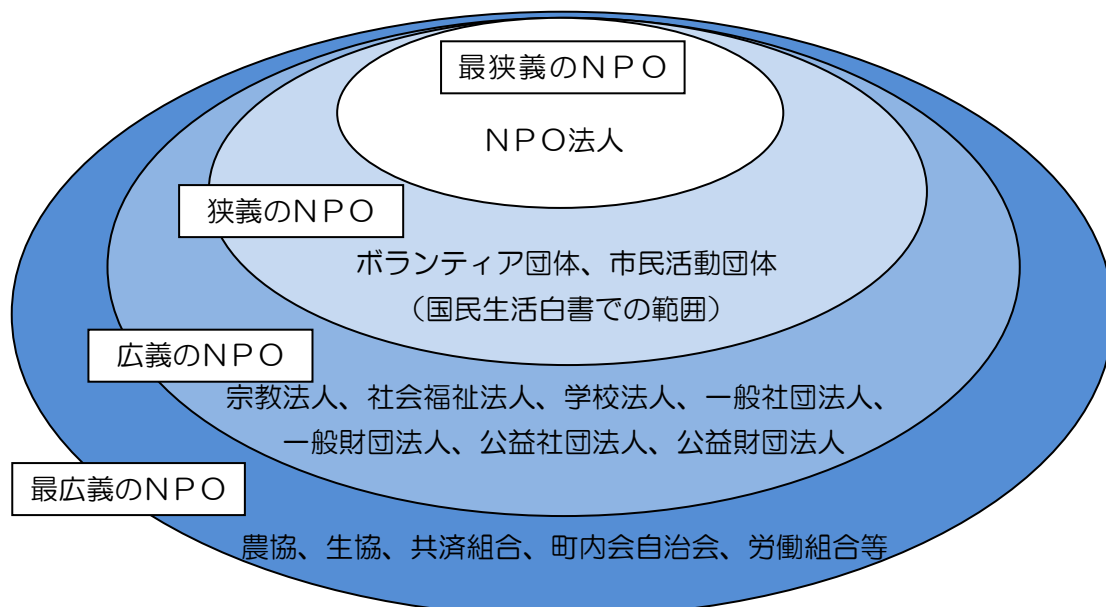 最狭義のNPO
NPO法人
狭義のNPO
ボランティア団体、市民活動団体
（国民生活白書での範囲）
広義のNPO
宗教法人、社会福祉法人、学校法人、一般社団法人、
一般財団法人、公益社団法人、公益財団法人
最広義のNPO
農協、生協、共済組合、町内会自治会、労働組合等